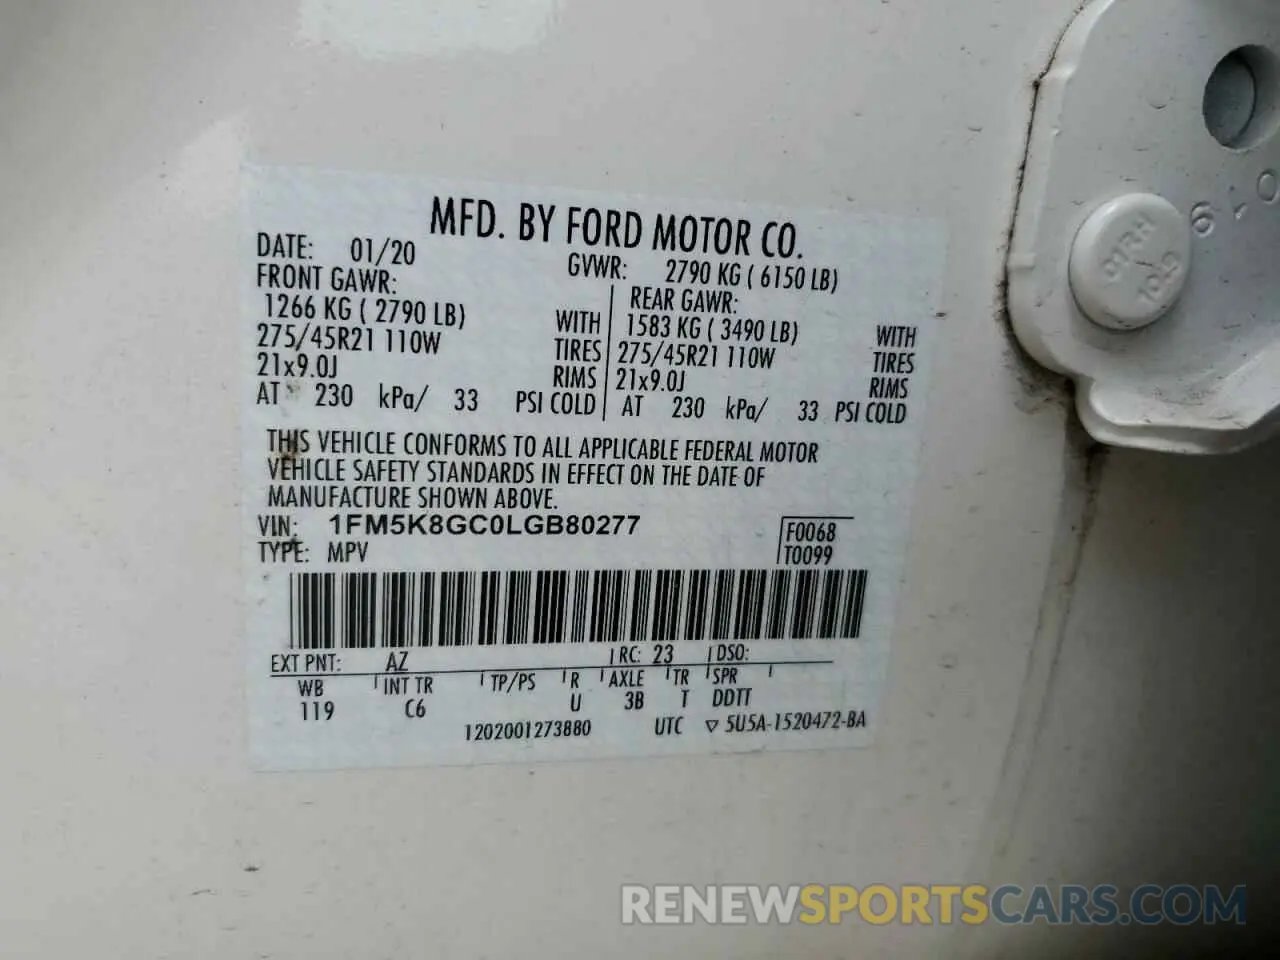 MFD. BY FORD MOTOR CO.
DATE: 01/20 GVWR: 2790 KG ( 6150 LB)
FRONT GAWR: REAR GAWR:
1266 KG ( 2790 LB) WITH 1583 KG ( 3490 LB) WITH
275/45R21 110W TIRES 275/45R21 110W TIRES
21x9.0J RIMS 21x9.0J RIMS
AT 230 kPa/ 33 PSI COLD AT 230 kPa/ 33 PSI COLD
THIS VEHICLE CONFORMS TO ALL APPLICABLE FEDERAL MOTOR
VEHICLE SAFETY STANDARDS IN EFFECT ON THE DATE OF
MANUFACTURE SHOWN ABOVE.
VIN: 1FM5K8GC0LGB80277 F0068
TYPE: MPV T0099
EXT PNT: AZ RC: 23 DSO:
WB INT TR TP/PS R AXLE TR SPR
119 C6 U 3B T DDTT
1202001273880 UTC ▽ 5U5A-1520472-BA
RENEWSPORTSCARS.COM